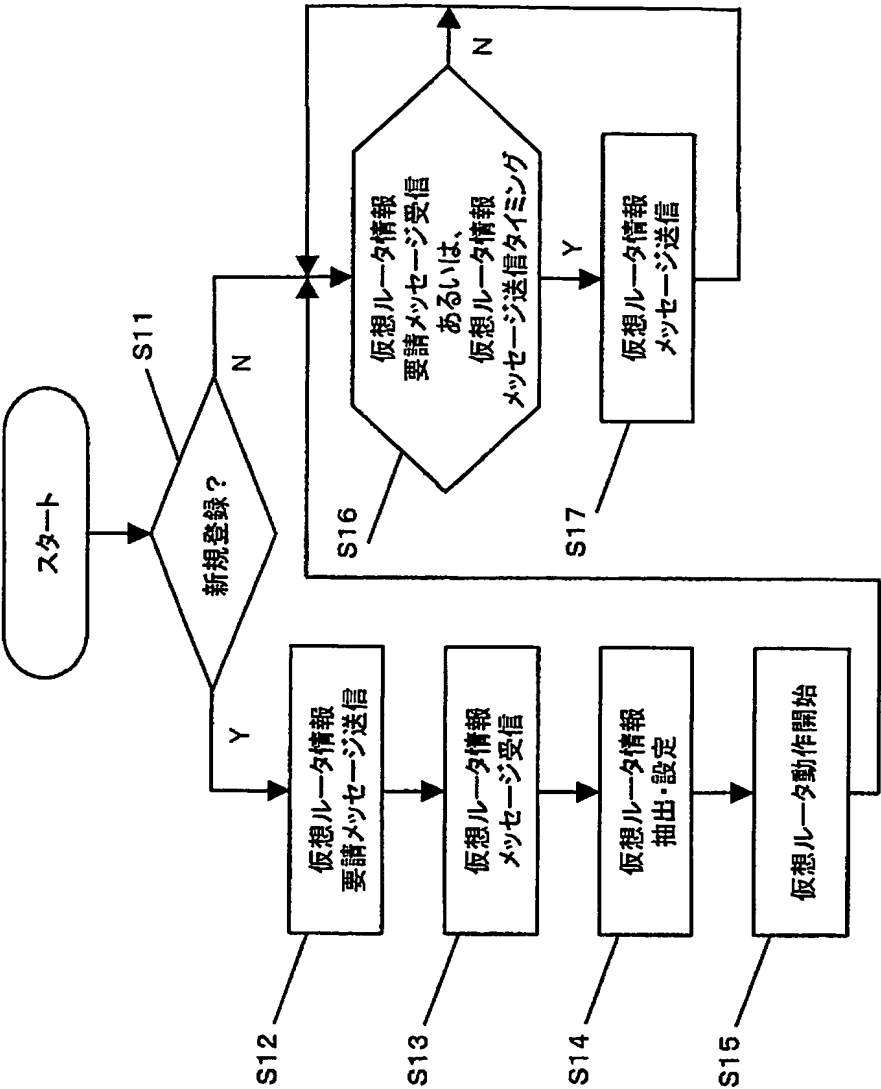 スタート
新規登録?
S11
Y
N
仮想ルータ情報
要請メッセージ送信
S12
仮想ルータ情報
メッセージ受信
S13
仮想ルータ情報
抽出・設定
S14
仮想ルータ動作開始
S15
仮想ルータ情報
要請メッセージ受信
あるいは、
仮想ルータ情報
メッセージ送信タイミング
S16
N
Y
仮想ルータ情報
メッセージ送信
S17